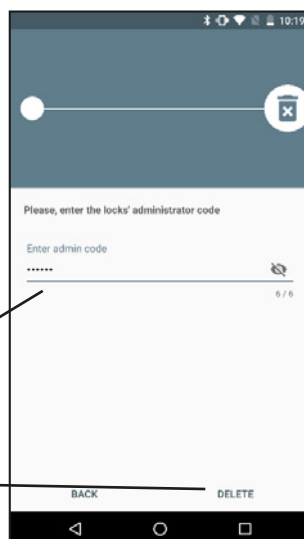 10:19
Please, enter the locks' administrator code
Enter admin code
••••••
6 / 6
BACK DELETE